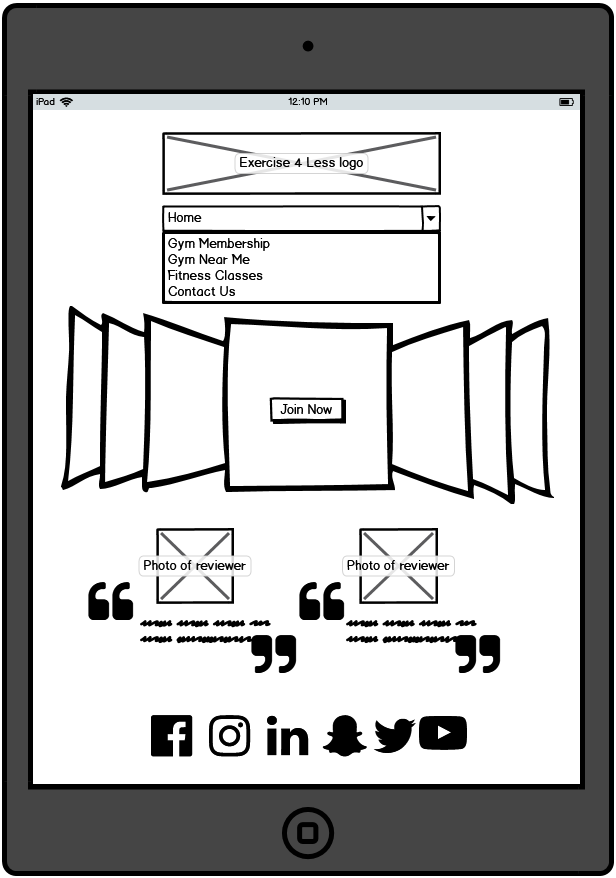 iPad 12:10 PM
Exercise 4 Less logo
Home
Gym Membership
Gym Near Me
Fitness Classes
Contact Us
Join Now
Photo of reviewer Photo of reviewer